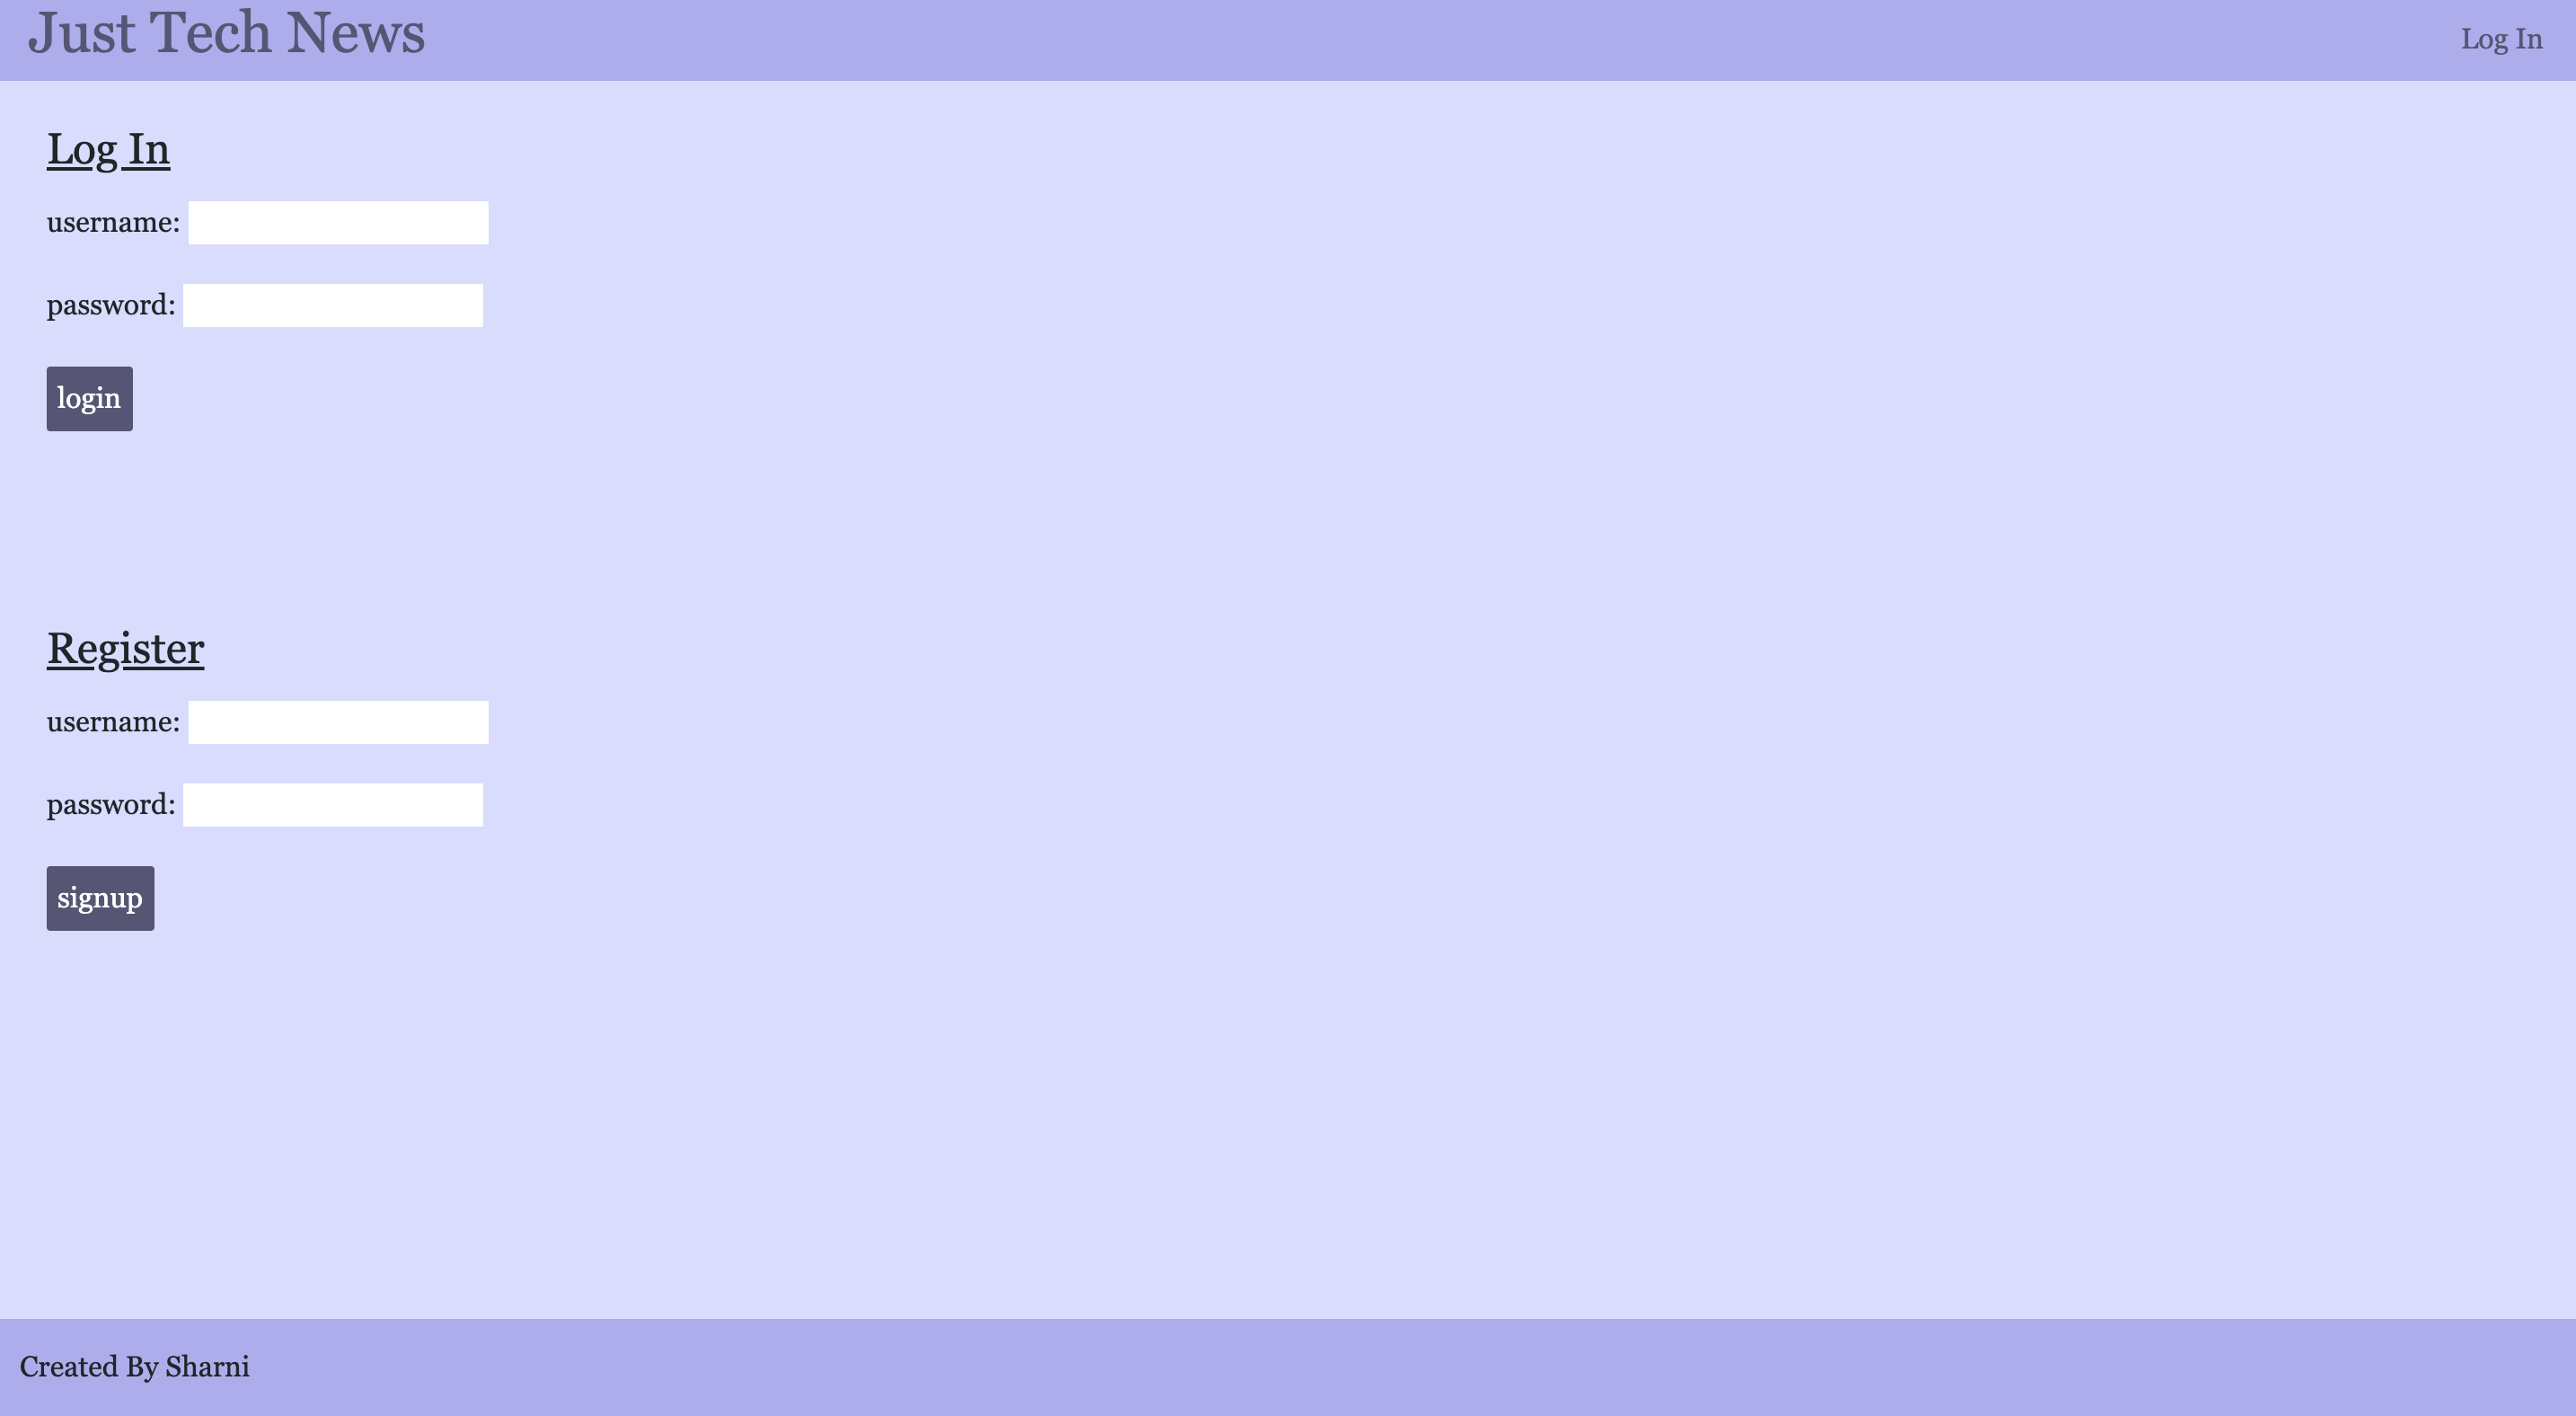 Just Tech News
Log In
Log In
username:
password:
login
Register
username:
password:
signup
Created By Sharni